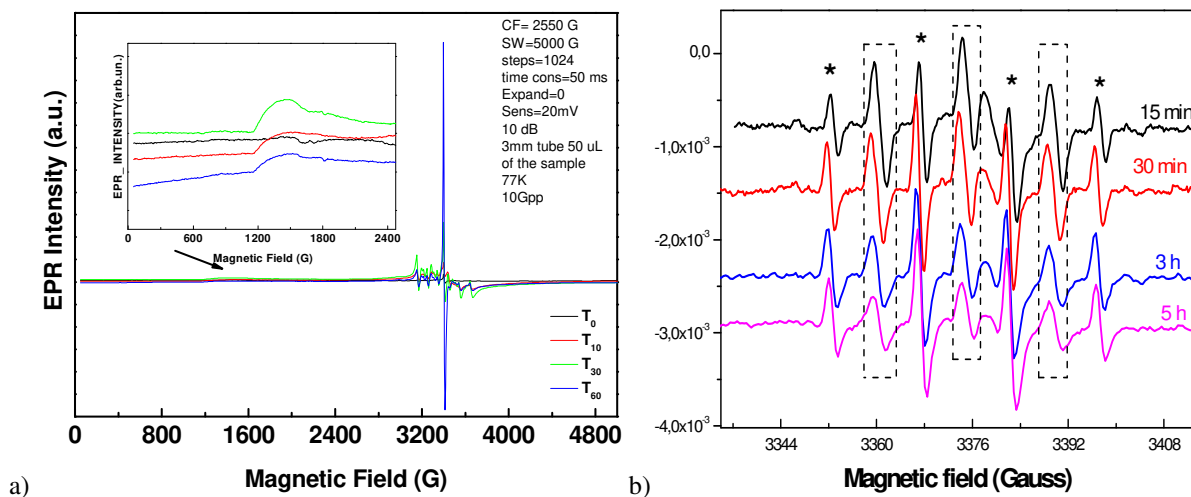 CF= 2550 G
SW=5000 G
steps=1024
time cons=50 ms
Expand=0
Sens=20mV
10 dB
3mm tube 50 uL
of the sample
77K
10Gpp
EPR_ INTENSITY(arb.un.)
0 600 1200 1800 2400
Magnetic Field (G)
EPR Intensity (a.u.)
T0
T10
T30
T60
0 800 1600 2400 3200 4000 4800
Magnetic Field (G)
a)
0,0
-1,0x10-3
-2,0x10-3
-3,0x10-3
-4,0x10-3
* * * *
15 min
30 min
3 h
5 h
3344 3360 3376 3392 3408
Magnetic field (Gauss)
b)